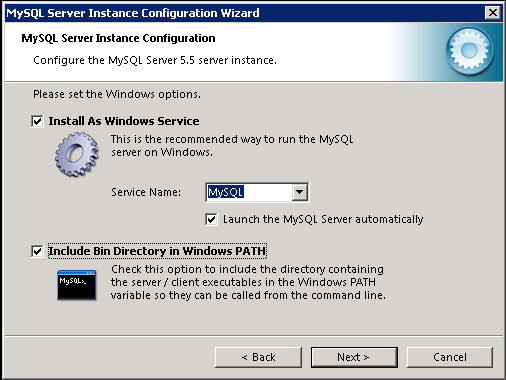 MySQL Server Instance Configuration Wizard
MySQL Server Instance Configuration
Configure the MySQL Server 5.5 server instance.
Please set the Windows options.
Install As Windows Service
This is the recommended way to run the MySQL
server on Windows.
Service Name: MySQL
Launch the MySQL Server automatically
Include Bin Directory in Windows PATH
Check this option to include the directory containing
the server / client executables in the Windows PATH
variable so they can be called from the command line.
MySQL>_
< Back Next > Cancel